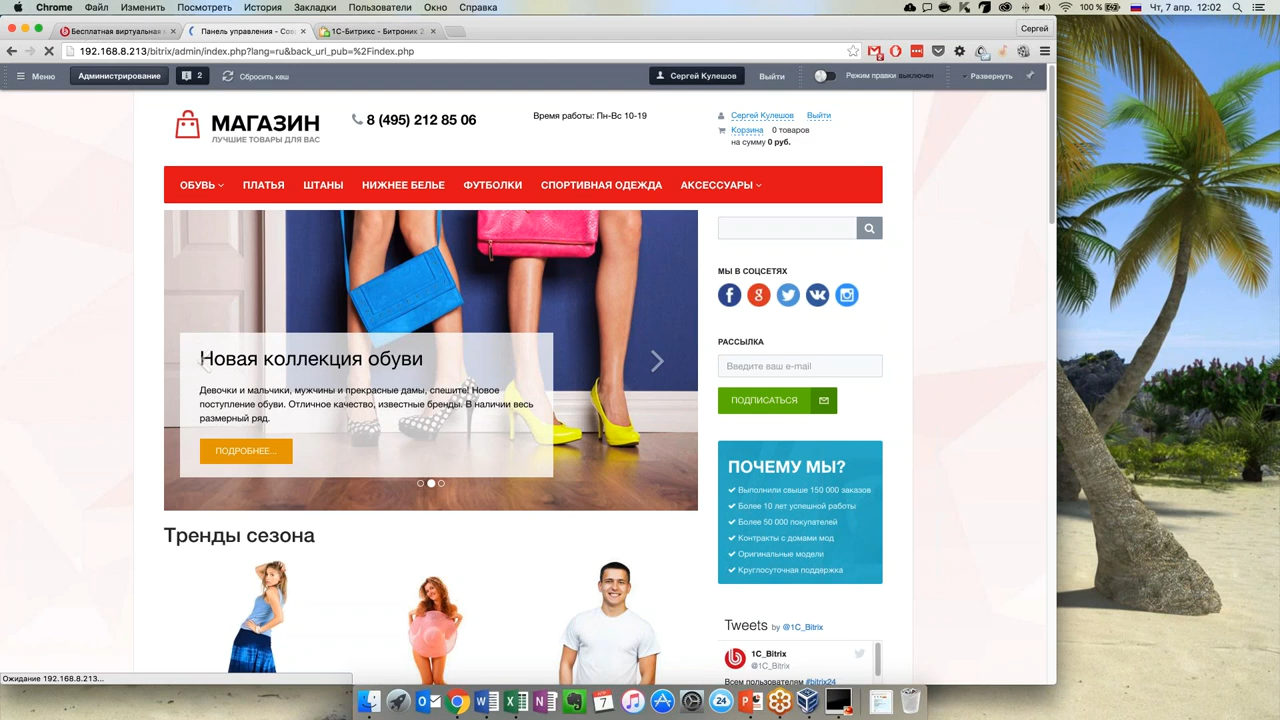 Chrome Файл Изменить Посмотреть История Закладки Пользователи Окно Справка 100 % Чт, 7 апр. 12:02
Бесплатная виртуальная м Панель управления - Сов 1С-Битрикс - Битроник 2 Сергей
192.168.8.213/bitrix/admin/index.php?lang=ru&back_url_pub=%2Findex.php
Меню Администрирование 2 Сбросить кеш Сергей Кулешов Выйти Режим правки выключен Развернуть
МАГАЗИН
ЛУЧШИЕ ТОВАРЫ ДЛЯ ВАС
8 (495) 212 85 06
Время работы: Пн-Вс 10-19
Сергей Кулешов Выйти
Корзина 0 товаров
на сумму 0 руб.
ОБУВЬ ПЛАТЬЯ ШТАНЫ НИЖНЕЕ БЕЛЬЕ ФУТБОЛКИ СПОРТИВНАЯ ОДЕЖДА АКСЕССУАРЫ
Новая коллекция обуви
Девочки и мальчики, мужчины и прекрасные дамы, спешите! Новое
поступление обуви. Отличное качество, известные бренды. В наличии весь
размерный ряд.
ПОДРОБНЕЕ...
МЫ В СОЦСЕТЯХ
РАССЫЛКА
Введите ваш e-mail
ПОДПИСАТЬСЯ
ПОЧЕМУ МЫ?
Выполнили свыше 150 000 заказов
Более 10 лет успешной работы
Более 50 000 покупателей
Контракты с домами мод
Оригинальные модели
Круглосуточная поддержка
Тренды сезона
Tweets by @1C_Bitrix
1C_Bitrix
@1C_Bitrix
Всем пользователям #bitrix24
Ожидание 192.168.8.213...
7
24